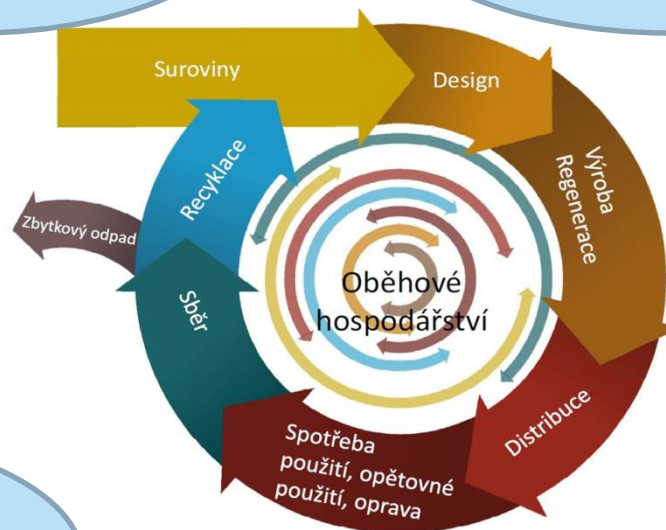 Suroviny
Design
Výroba
Regenerace
Distribuce
Spotřeba
použití, opětovné
použití, oprava
Sběr
Zbytkový odpad
Recyklace
Oběhové
hospodářství